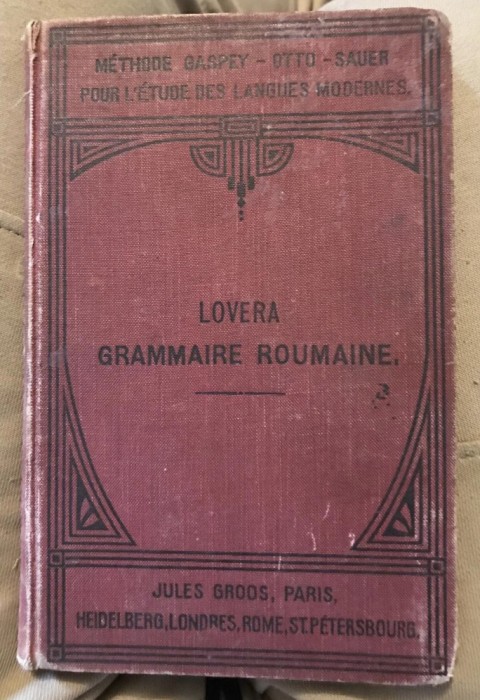 MÉTHODE GASPEY - OTTO - SAUER
POUR L'ÉTUDE DES LANGUES MODERNES.
LOVERA
GRAMMAIRE ROUMAINE.
JULES GROOS, PARIS,
HEIDELBERG, LONDRES, ROME, ST. PÉTERSBOURG.